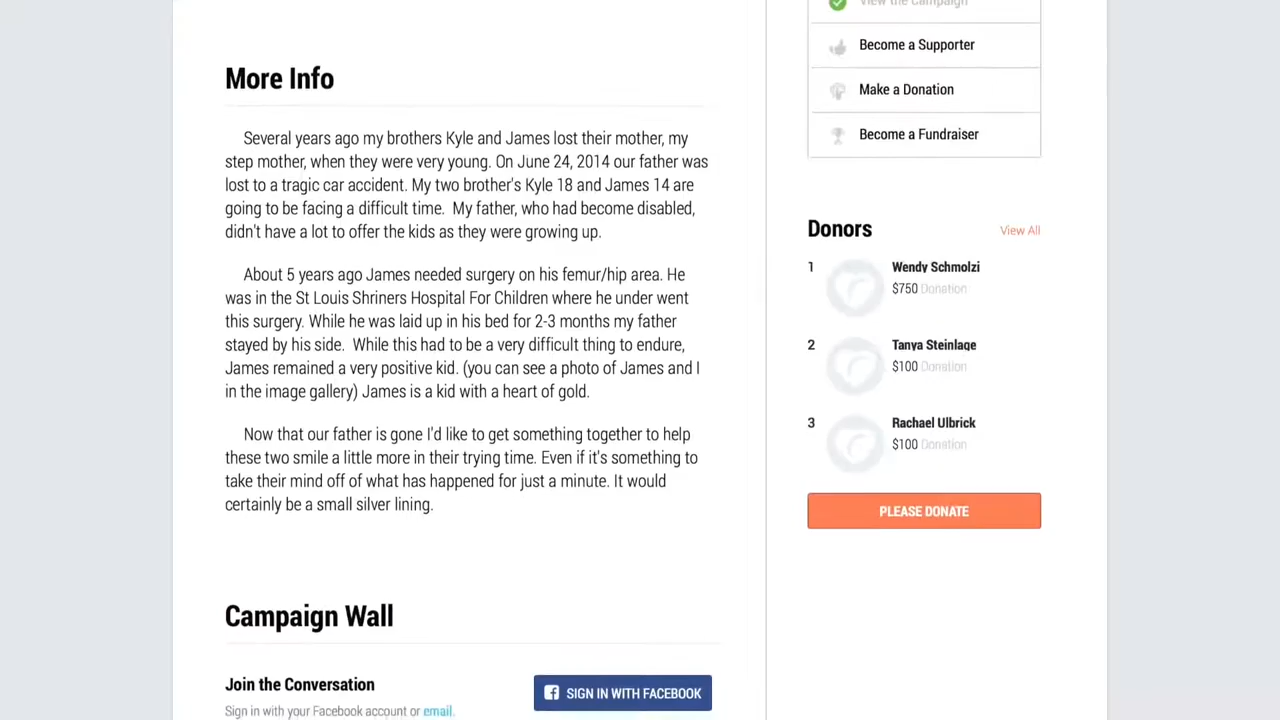 View the Campaign
Become a Supporter
Make a Donation
Become a Fundraiser
More Info
Several years ago my brothers Kyle and James lost their mother, my
step mother, when they were very young. On June 24, 2014 our father was
lost to a tragic car accident. My two brother's Kyle 18 and James 14 are
going to be facing a difficult time.  My father, who had become disabled,
didn't have a lot to offer the kids as they were growing up.
About 5 years ago James needed surgery on his femur/hip area. He
was in the St Louis Shriners Hospital For Children where he under went
this surgery. While he was laid up in his bed for 2-3 months my father
stayed by his side.  While this had to be a very difficult thing to endure,
James remained a very positive kid. (you can see a photo of James and I
in the image gallery) James is a kid with a heart of gold.
Now that our father is gone I'd like to get something together to help
these two smile a little more in their trying time. Even if it's something to
take their mind off of what has happened for just a minute. It would
certainly be a small silver lining.
Donors
View All
1
Wendy Schmolzi
$750 Donation
2
Tanya Steinlage
$100 Donation
3
Rachael Ulbrick
$100 Donation
PLEASE DONATE
Campaign Wall
Join the Conversation
Sign in with your Facebook account or email.
SIGN IN WITH FACEBOOK